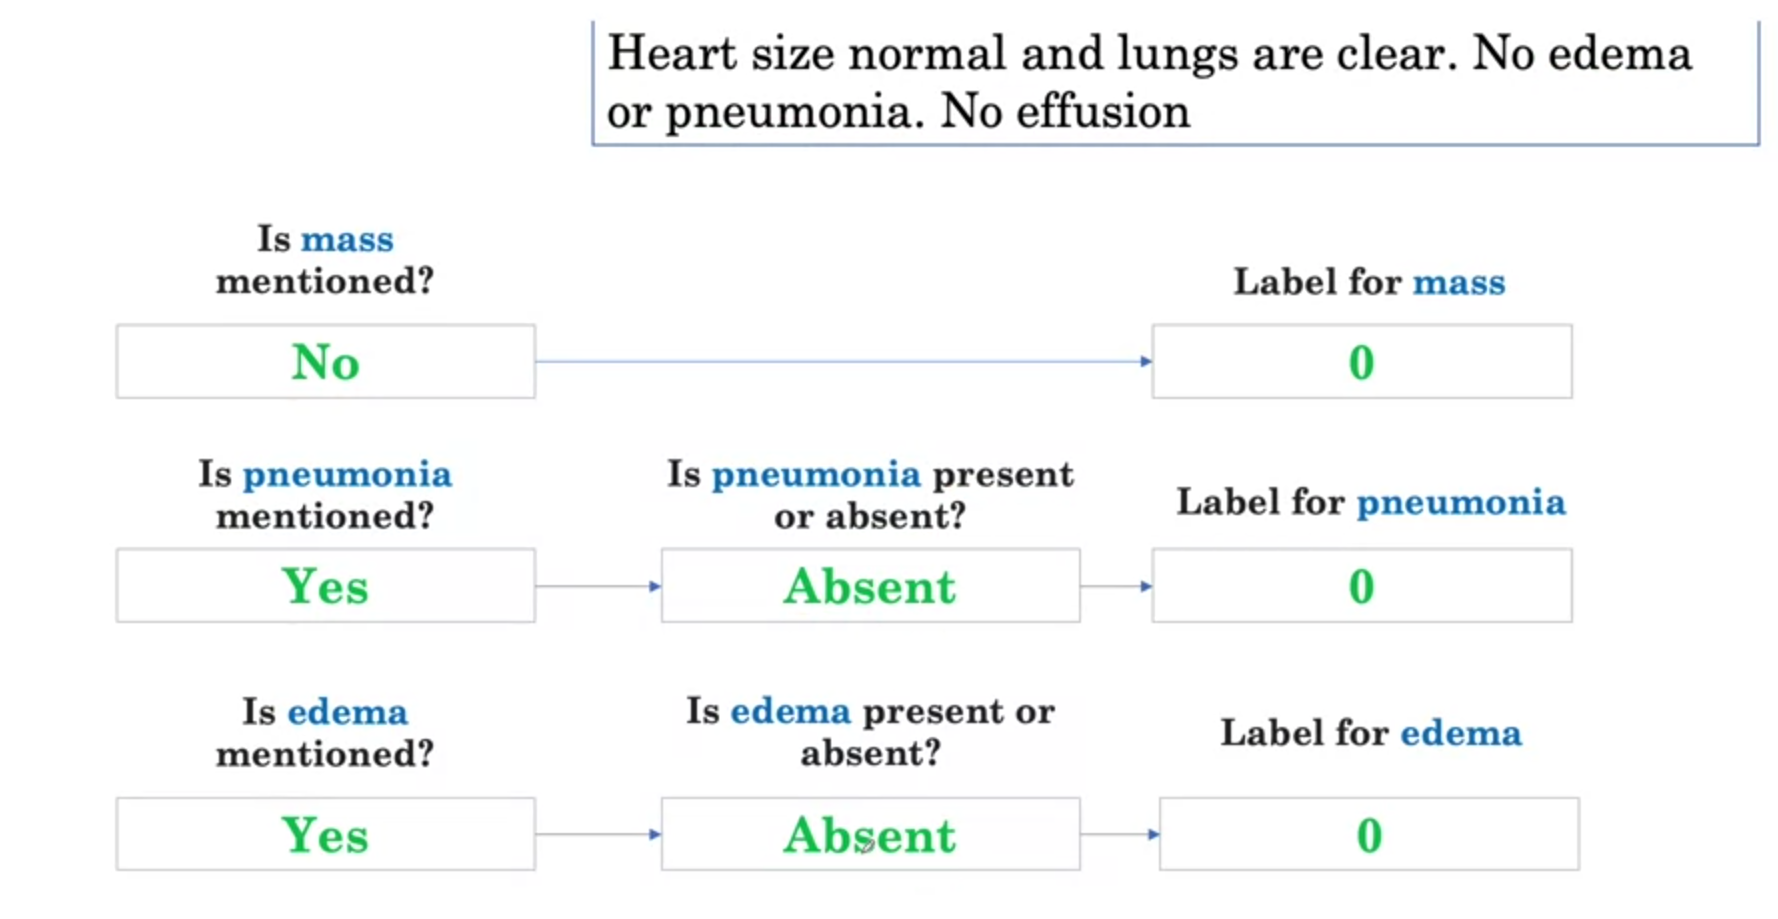 Heart size normal and lungs are clear. No edema
or pneumonia. No effusion
Is mass
mentioned?
Label for mass
No
0
Is pneumonia
mentioned?
Is pneumonia present
or absent?
Label for pneumonia
Yes
Absent
0
Is edema
mentioned?
Is edema present or
absent?
Label for edema
Yes
Absent
0